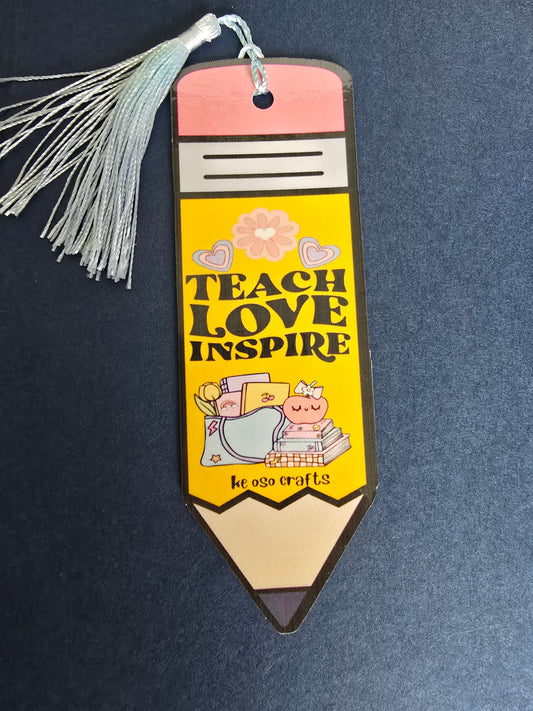 TEACH
LOVE
INSPIRE
ke oso crafts